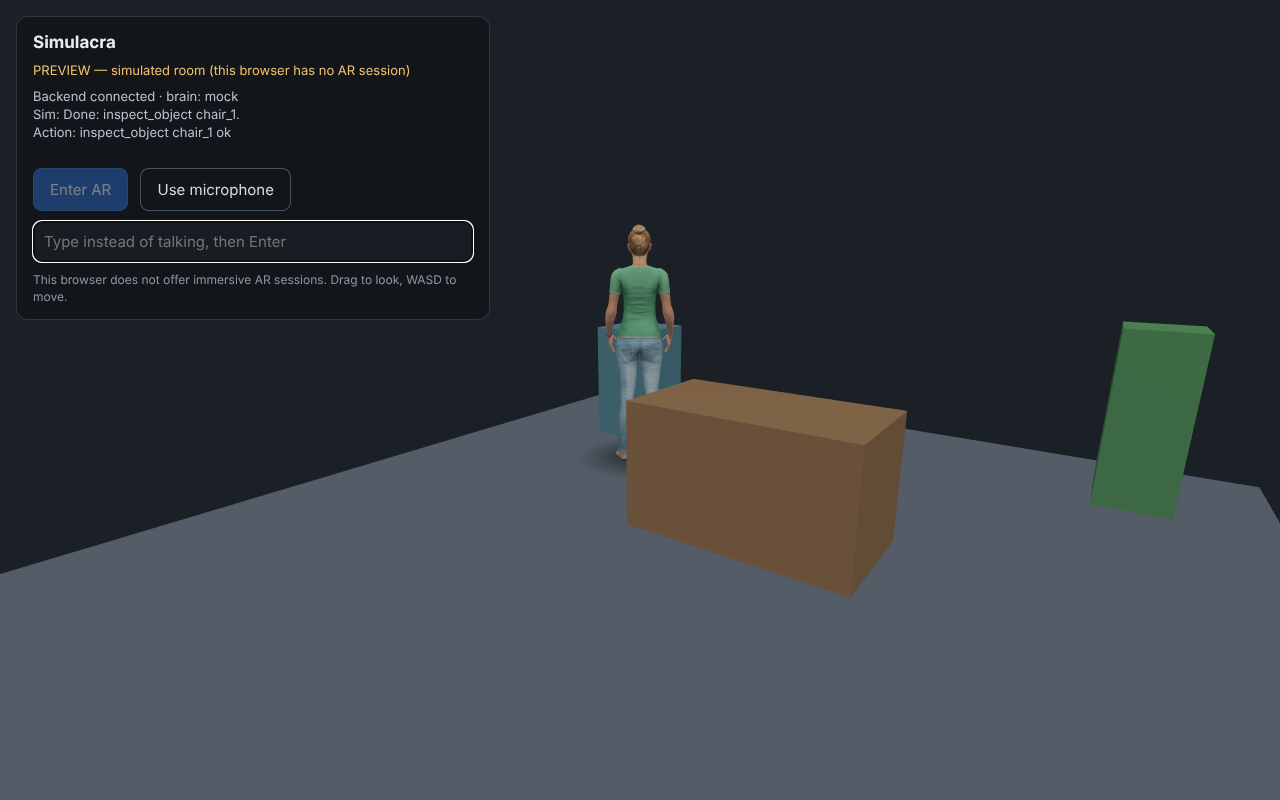 Simulacra
PREVIEW — simulated room (this browser has no AR session)
Backend connected · brain: mock
Sim: Done: inspect_object chair_1.
Action: inspect_object chair_1 ok
Enter AR
Use microphone
Type instead of talking, then Enter
This browser does not offer immersive AR sessions. Drag to look, WASD to
move.